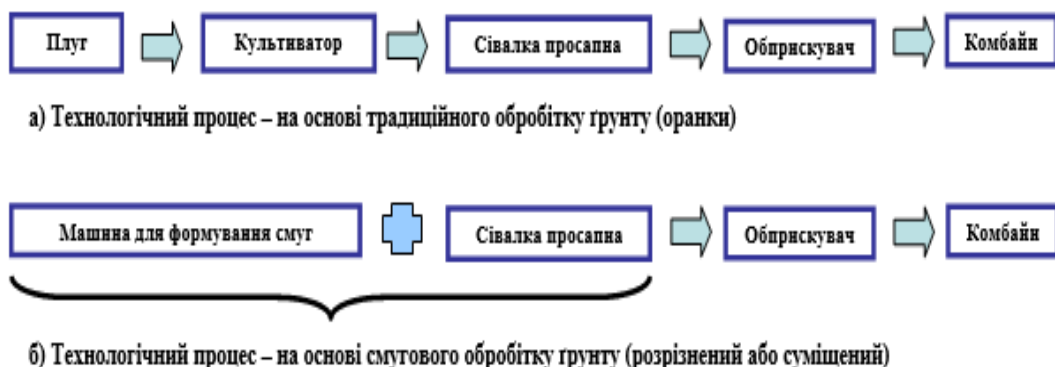 Плуг
Культиватор
Сівалка просапна
Обприскувач
Комбайн
а) Технологічний процес – на основі традиційного обробітку ґрунту (оранки)
Машина для формування смуг
Сівалка просапна
Обприскувач
Комбайн
б) Технологічний процес – на основі смугового обробітку ґрунту (розрізнений або суміщений)